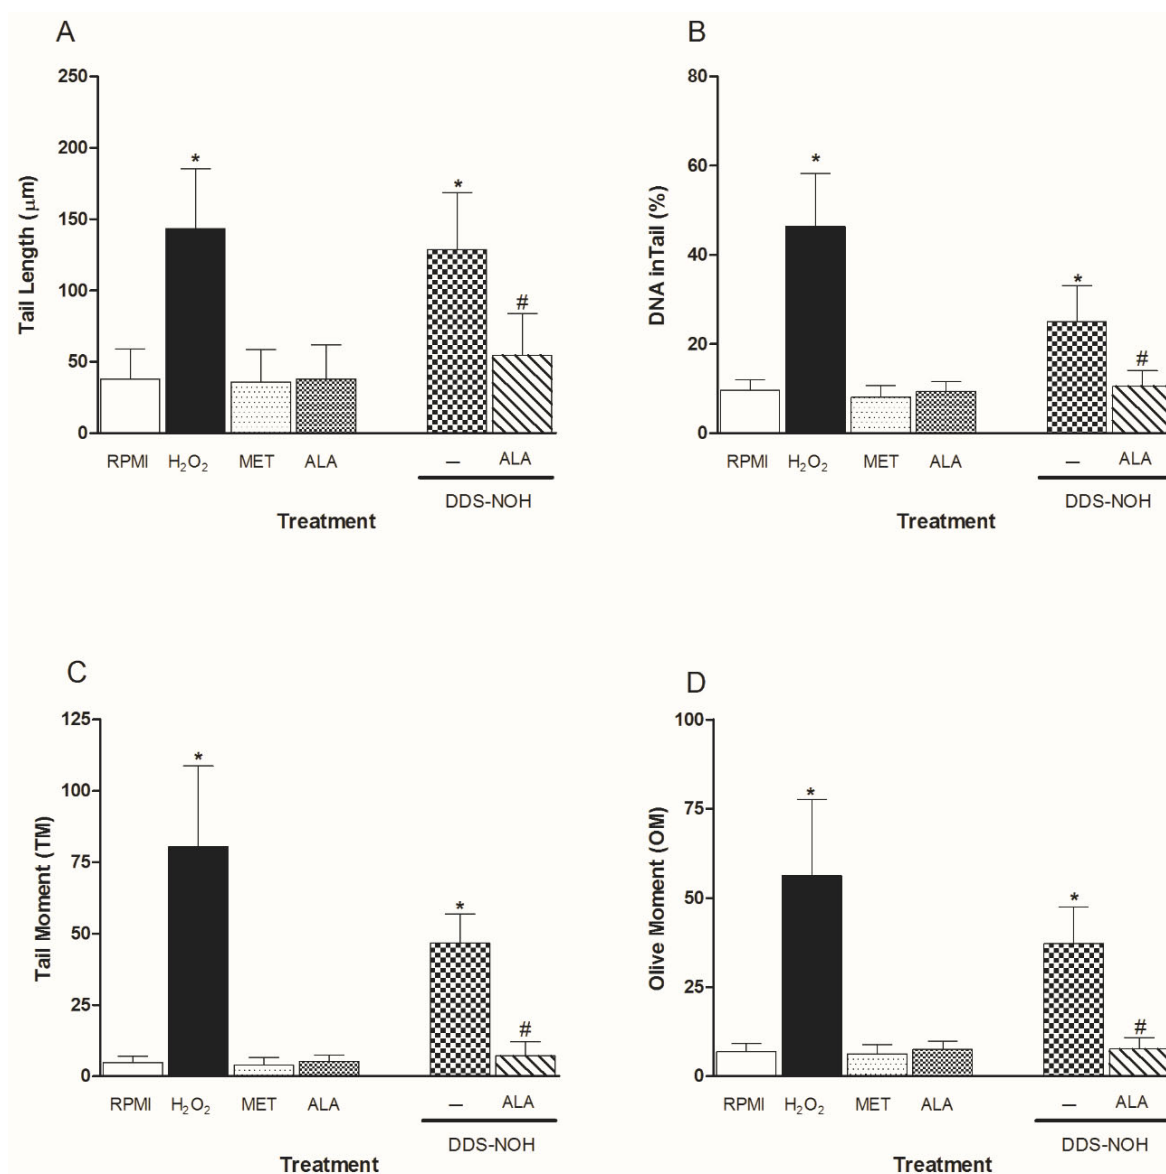 A
250
200
150
100
50
0
Tail Length (μm)
*
*
#
RPMI H₂O₂ MET ALA – ALA
DDS-NOH
Treatment
B
80
60
40
20
0
DNA inTail (%)
*
*
#
RPMI H₂O₂ MET ALA – ALA
DDS-NOH
Treatment
C
125
100
75
50
25
0
Tail Moment (TM)
*
*
#
RPMI H₂O₂ MET ALA – ALA
DDS-NOH
Treatment
D
100
75
50
25
0
Olive Moment (OM)
*
*
#
RPMI H₂O₂ MET ALA – ALA
DDS-NOH
Treatment